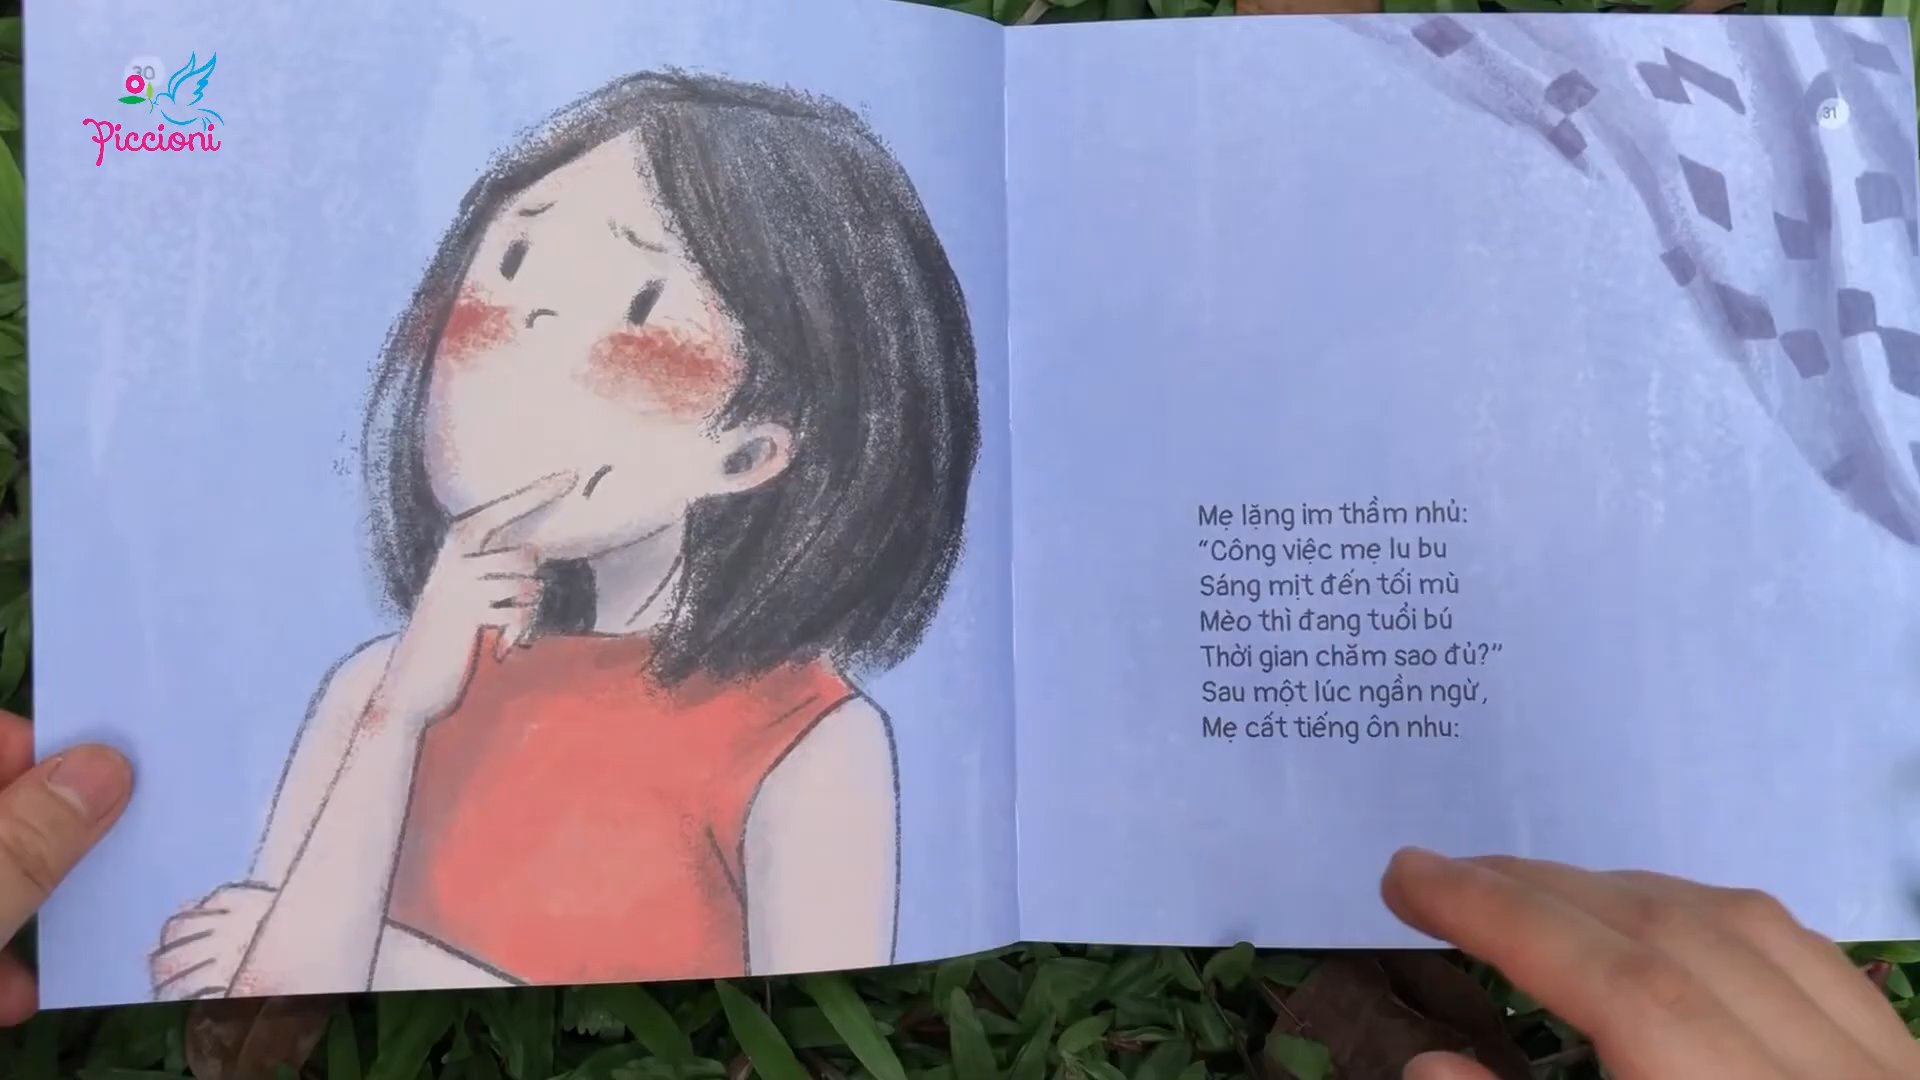 30
Piccioni
31
Mẹ lặng im thầm nhủ:
“Công việc mẹ lu bu
Sáng mịt đến tối mù
Mèo thì đang tuổi bú
Thời gian chăm sao đủ?”
Sau một lúc ngần ngừ,
Mẹ cất tiếng ôn nhu: